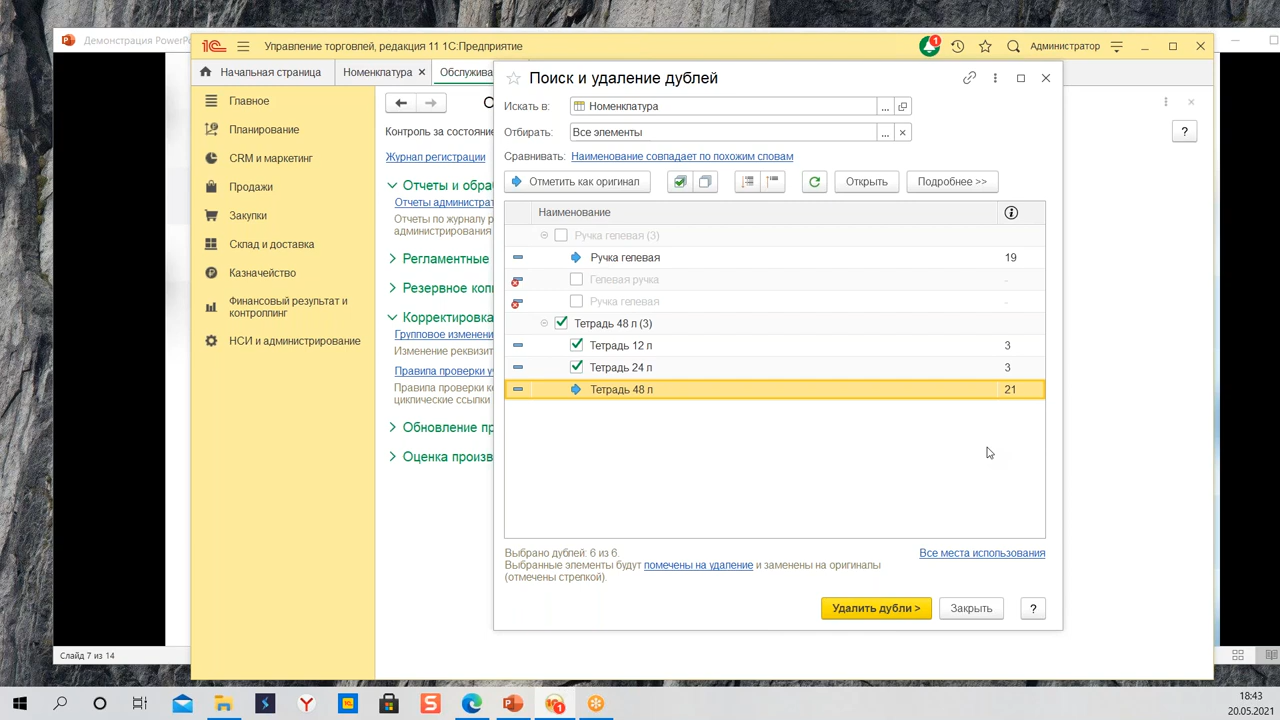 Демонстрация PowerPo
1С
Управление торговлей, редакция 11 1С:Предприятие
1
Администратор
Начальная страница
Номенклатура
Обслужива
Главное
Планирование
CRM и маркетинг
Продажи
Закупки
Склад и доставка
Казначейство
Финансовый результат и
контроллинг
НСИ и администрирование
О
Контроль за состояние
Журнал регистрации
Отчеты и обра
Отчеты администрат
Отчеты по журналу р
администрирования
Регламентные
Резервное коп
Корректировка
Групповое изменени
Изменение реквизит
Правила проверки уч
Правила проверки ко
циклические ссылки
Обновление пр
Оценка произв
?
Поиск и удаление дублей
Искать в:
Номенклатура
...
Отбирать:
Все элементы
...
Сравнивать:
Наименование совпадает по похожим словам
Отметить как оригинал
Открыть
Подробнее >>
Наименование
Ручка гелевая (3)
Ручка гелевая 19
Гелевая ручка -
Ручка гелевая -
Тетрадь 48 л (3)
Тетрадь 12 л 3
Тетрадь 24 л 3
Тетрадь 48 л 21
Выбрано дублей: 6 из 6.
Все места использования
Выбранные элементы будут помечены на удаление и заменены на оригиналы
(отмечены стрелкой).
Удалить дубли >
Закрыть
?
Слайд 7 из 14
18:43
20.05.2021